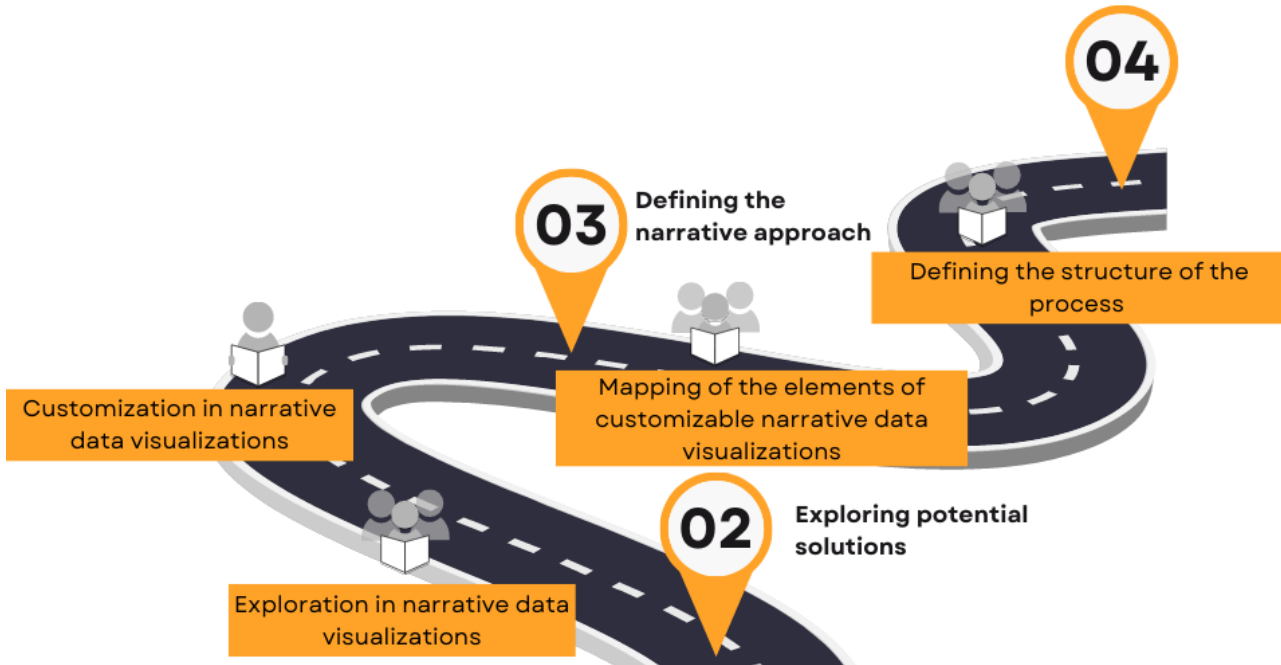 04
03
Defining the
narrative approach
Defining the structure of the
process
Customization in narrative
data visualizations
Mapping of the elements of
customizable narrative data
visualizations
02
Exploring potential
solutions
Exploration in narrative data
visualizations